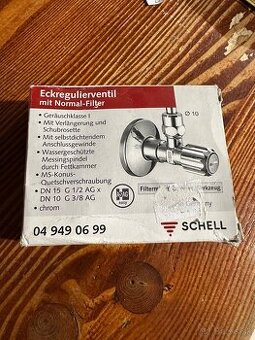 Eckregulierventil
mit Normal-Filter
• Geräuschklasse I
• Mit Verlängerung und
Schubrosette
• Mit selbstdichtendem
Anschlussgewinde
• Wassergeschützte
Messingspindel
durch Fettkammer
• MS-Konus-
Quetschverschraubung
• DN 15 G 1/2 AG x
DN 10 G 3/8 AG
• chrom
Ø 10
04 949 06 99
SCHELL